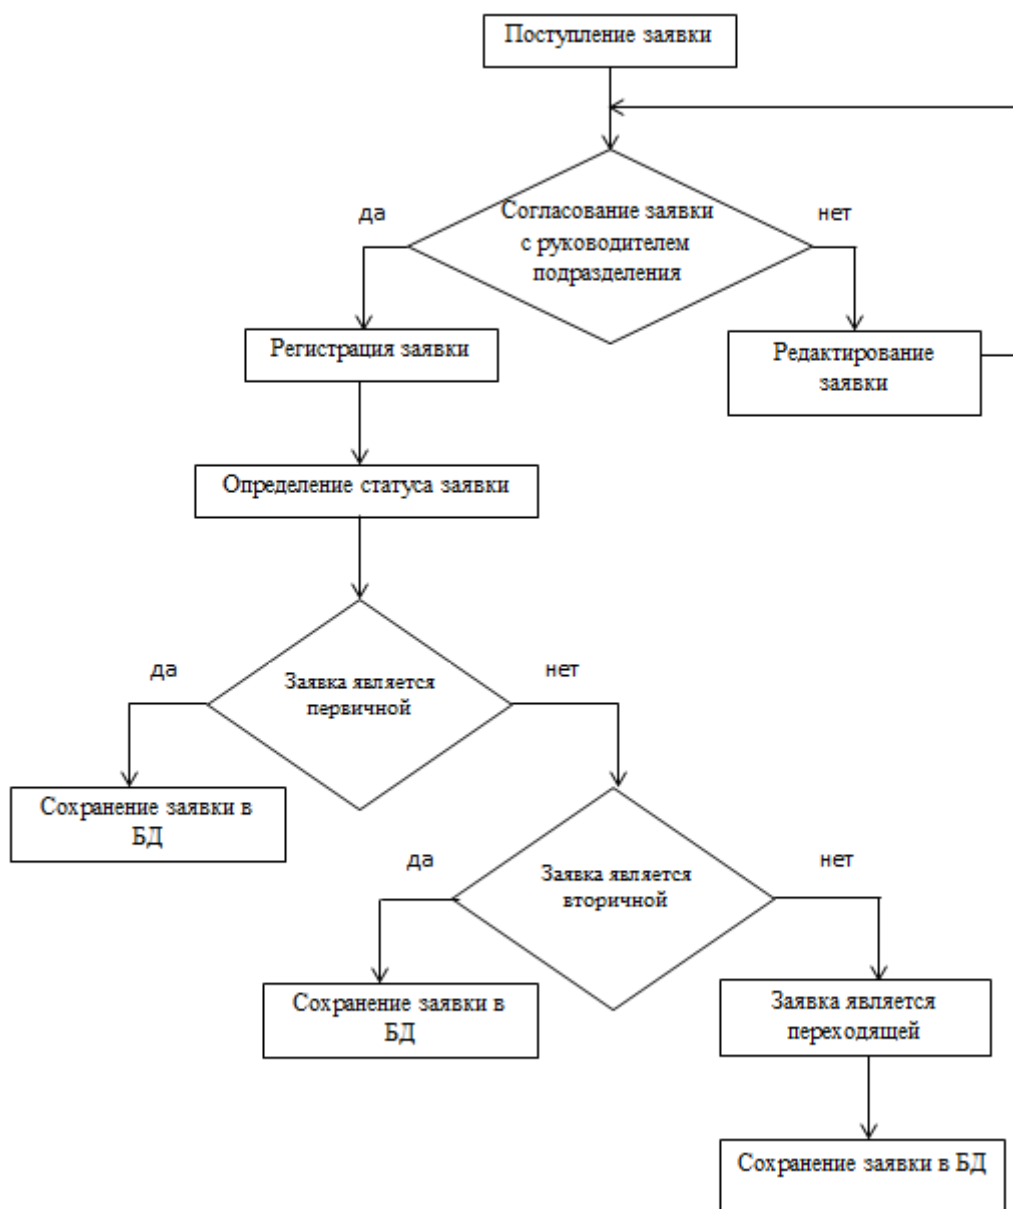 Поступление заявки
да
Согласование заявки
с руководителем
подразделения
нет
Регистрация заявки
Редактирование
заявки
Определение статуса заявки
да
Заявка является
первичной
нет
Сохранение заявки в
БД
да
Заявка является
вторичной
нет
Сохранение заявки в
БД
Заявка является
переходящей
Сохранение заявки в БД